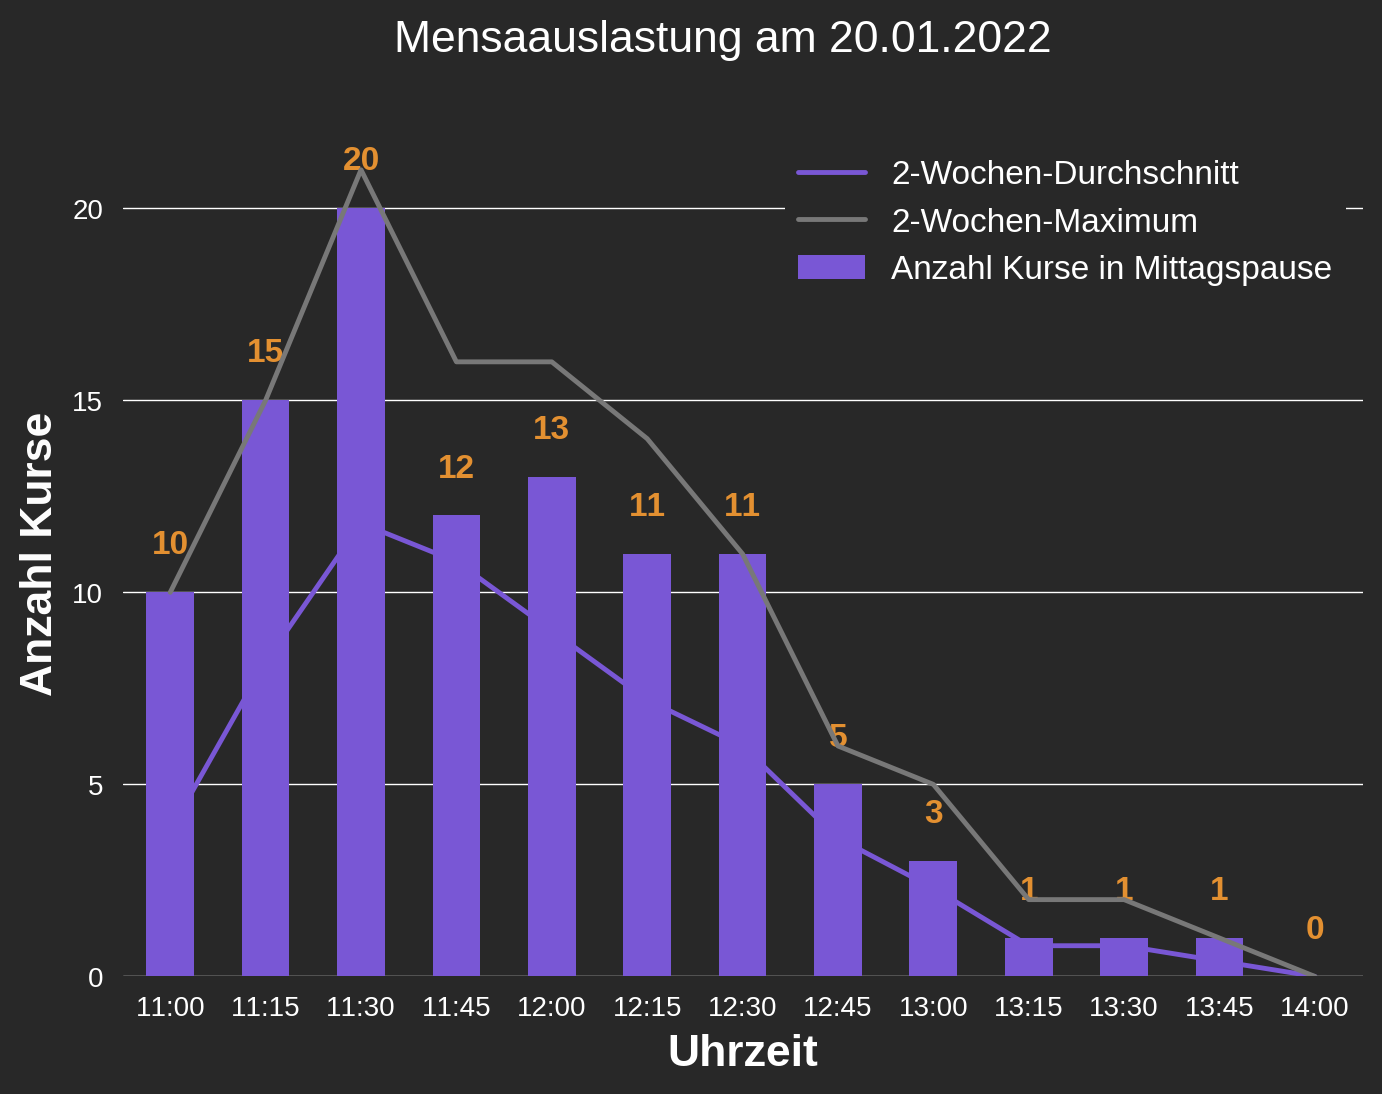 Mensaauslastung am 20.01.2022
2-Wochen-Durchschnitt
2-Wochen-Maximum
Anzahl Kurse in Mittagspause
Anzahl Kurse
20
15
10
5
0
10
15
20
12
13
11
11
5
3
1
1
1
0
11:00 11:15 11:30 11:45 12:00 12:15 12:30 12:45 13:00 13:15 13:30 13:45 14:00
Uhrzeit